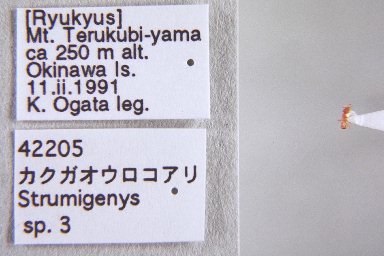 [Ryukyus]
Mt. Terukubi-yama
ca 250 m alt.
Okinawa Is.
11.ii.1991
K. Ogata leg.
42205
カクガオウロコアリ
Strumigenys
sp. 3